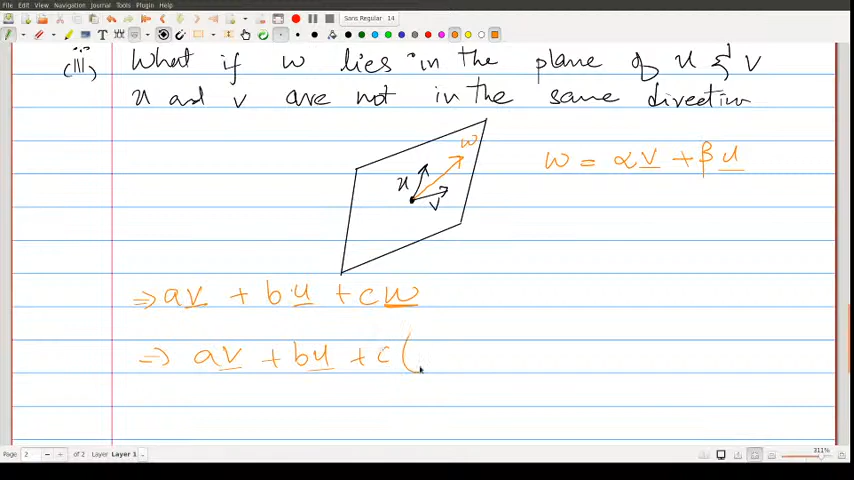 File Edit View Navigation Journal Tools Plugin Help
Sans Regular 14
(iii) What if w lies in the plane of u & v
u and v are not in the same direction
w = αv + βu
w
u
v
⇒ av + b.u + cw
⇒ av + bu + c (
Page 2 of 2 Layer Layer 1
311%